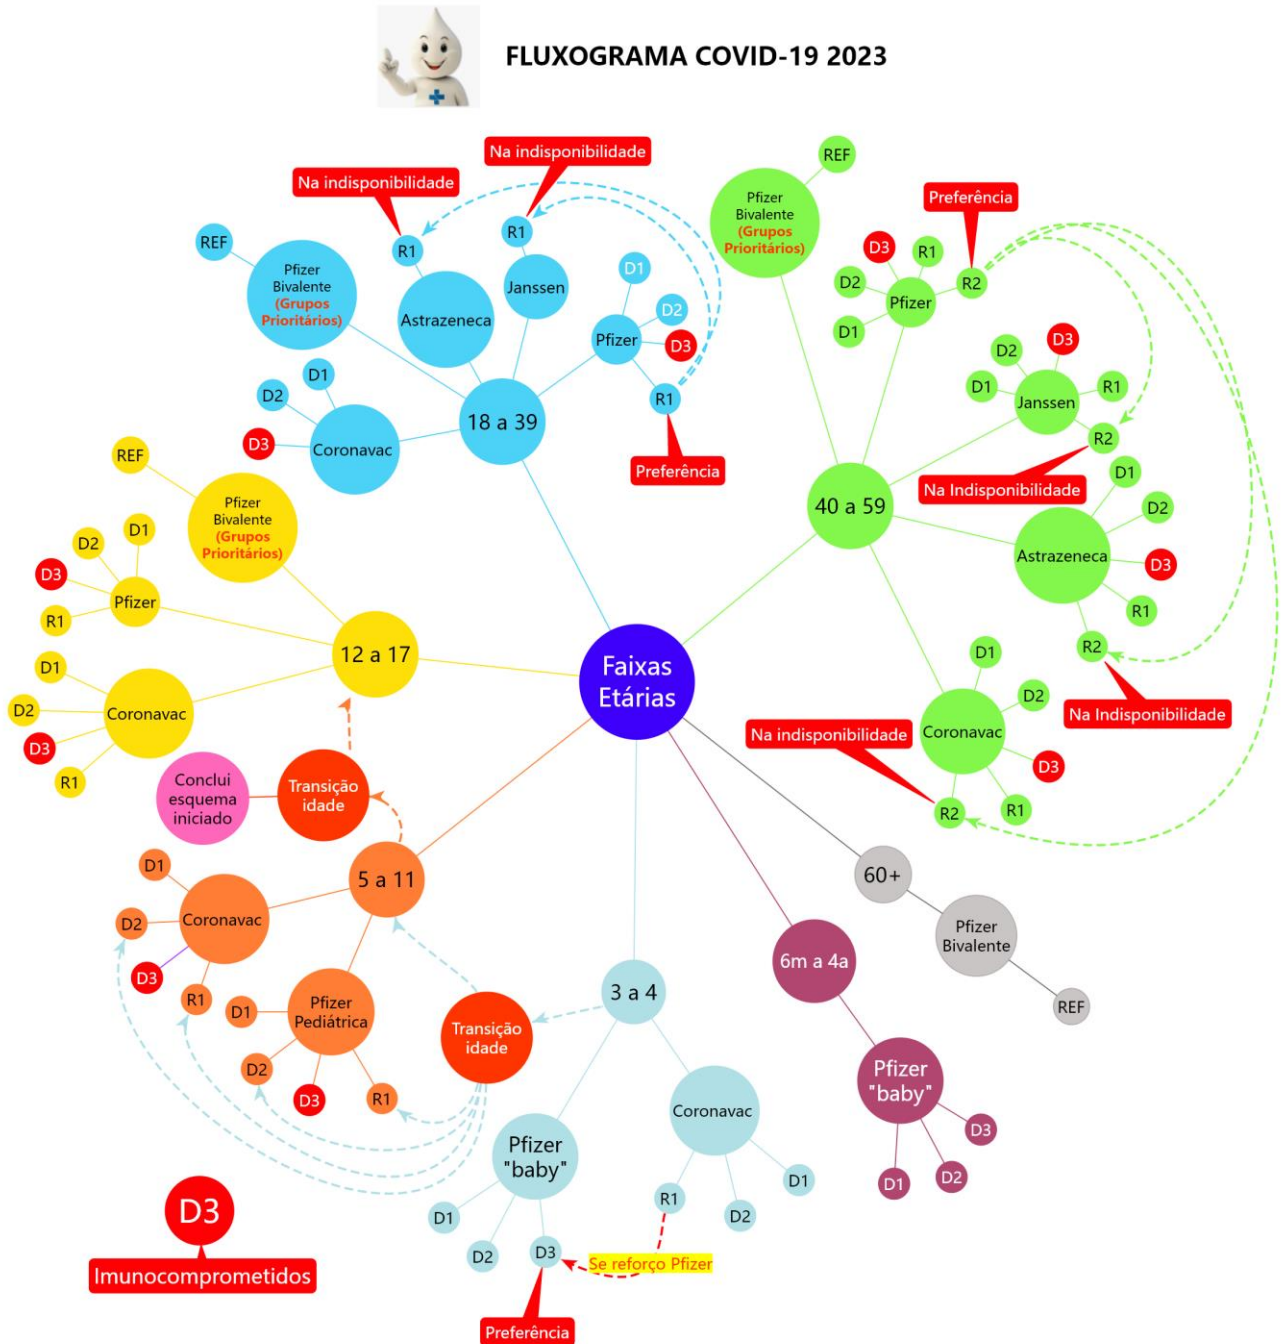 FLUXOGRAMA COVID-19 2023
Na indisponibilidade
Na indisponibilidade
R1
R1
REF
Pfizer
Bivalente
(Grupos
Prioritários)
Astrazeneca
Janssen
D1
D2
Pfizer
D3
R1
Preferência
D1
D2
D3
Coronavac
18 a 39
REF
Pfizer
Bivalente
(Grupos
Prioritários)
Preferência
D3
R1
R2
D2
Pfizer
D1
D2
D3
D1
Janssen
R1
R2
Na Indisponibilidade
40 a 59
D1
D2
Astrazeneca
D3
R1
R2
Na Indisponibilidade
D1
D2
Coronavac
D3
Na indisponibilidade
R2
R1
REF
Pfizer
Bivalente
(Grupos
Prioritários)
D1
D2
D3
Pfizer
R1
12 a 17
D1
D2
Coronavac
D3
R1
Faixas
Etárias
Conclui
esquema
iniciado
Transição
idade
5 a 11
D1
Coronavac
D2
D3
R1
Pfizer
Pediátrica
D1
D2
D3
R1
Transição
idade
3 a 4
Pfizer
"baby"
D1
D2
D3
Preferência
Coronavac
R1
D2
D1
Se reforço Pfizer
6m a 4a
Pfizer
"baby"
D3
D1
D2
60+
Pfizer
Bivalente
REF
D3
Imunocomprometidos